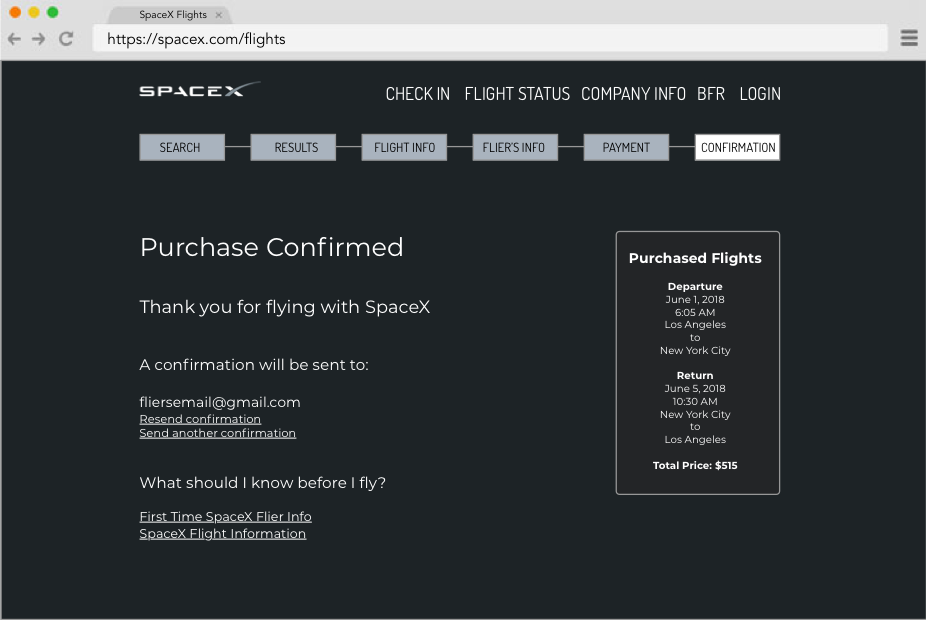 SpaceX Flights
https://spacex.com/flights
SPACEX
CHECK IN FLIGHT STATUS COMPANY INFO BFR LOGIN
SEARCH RESULTS FLIGHT INFO FLIER'S INFO PAYMENT CONFIRMATION
Purchase Confirmed
Thank you for flying with SpaceX
A confirmation will be sent to:
fliersemail@gmail.com
Resend confirmation
Send another confirmation
What should I know before I fly?
First Time SpaceX Flier Info
SpaceX Flight Information
Purchased Flights
Departure
June 1, 2018
6:05 AM
Los Angeles
to
New York City
Return
June 5, 2018
10:30 AM
New York City
to
Los Angeles
Total Price: $515